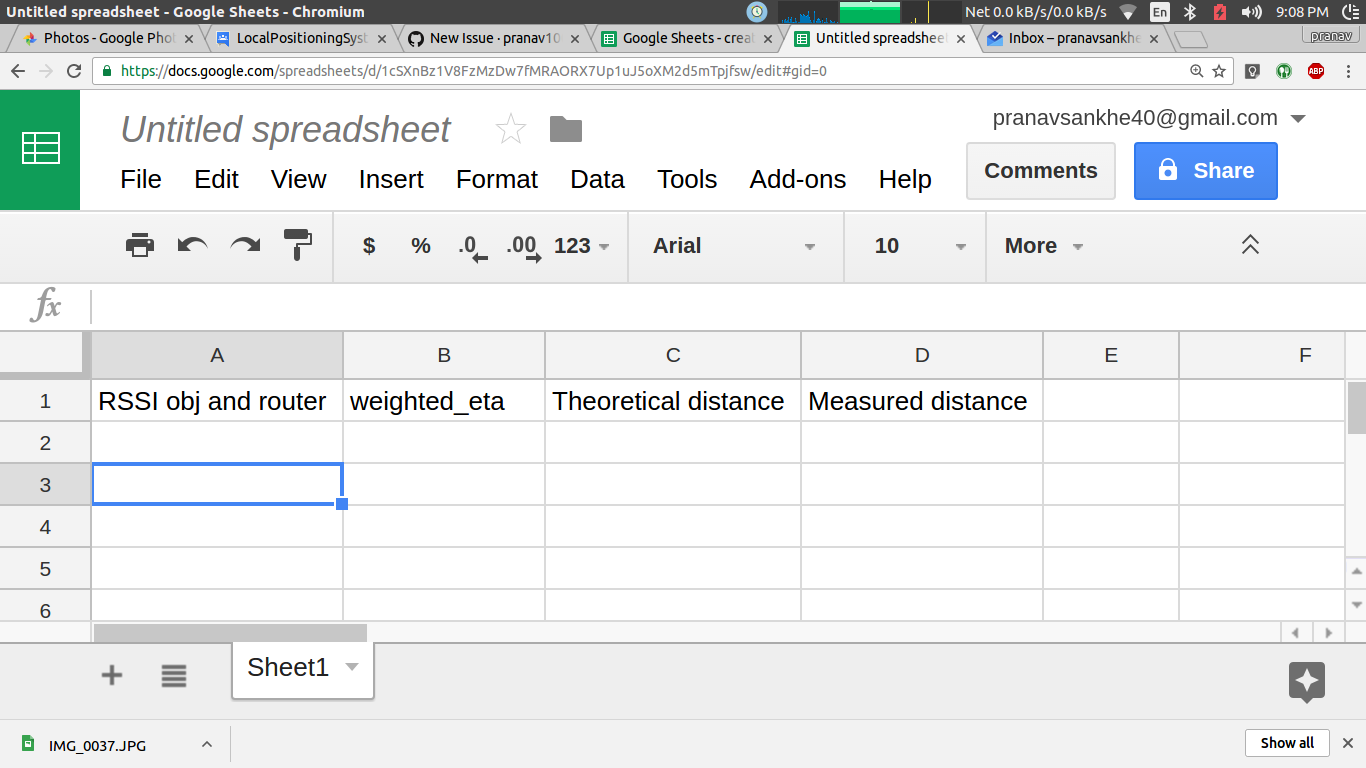 Untitled spreadsheet - Google Sheets - Chromium
Net 0.0 kB/s/0.0 kB/s
En
9:08 PM
Photos - Google Pho
LocalPositioningSyst
New Issue · pranav10
Google Sheets - creat
Untitled spreadsheet
Inbox – pranavsankhe
pranav
https://docs.google.com/spreadsheets/d/1cSXnBz1V8FzMzDw7fMRAORX7Up1uJ5oXM2d5mTpjfsw/edit#gid=0
ABP
Untitled spreadsheet
pranavsankhe40@gmail.com
File Edit View Insert Format Data Tools Add-ons Help
Comments
Share
$ % .0 .00 123 Arial 10 More
fx
A B C D E F
1 RSSI obj and router weighted_eta Theoretical distance Measured distance
2
3
4
5
6
Sheet1
IMG_0037.JPG
Show all